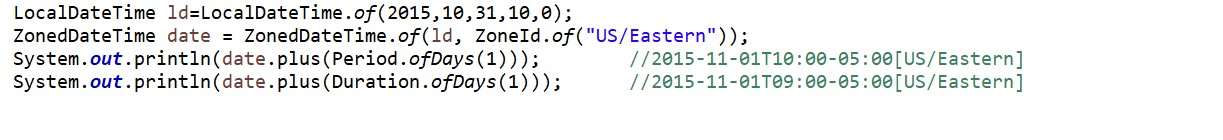 LocalDateTime ld=LocalDateTime.of(2015,10,31,10,0);
ZonedDateTime date = ZonedDateTime.of(ld, ZoneId.of("US/Eastern"));
System.out.println(date.plus(Period.ofDays(1))); //2015-11-01T10:00-05:00[US/Eastern]
System.out.println(date.plus(Duration.ofDays(1))); //2015-11-01T09:00-05:00[US/Eastern]